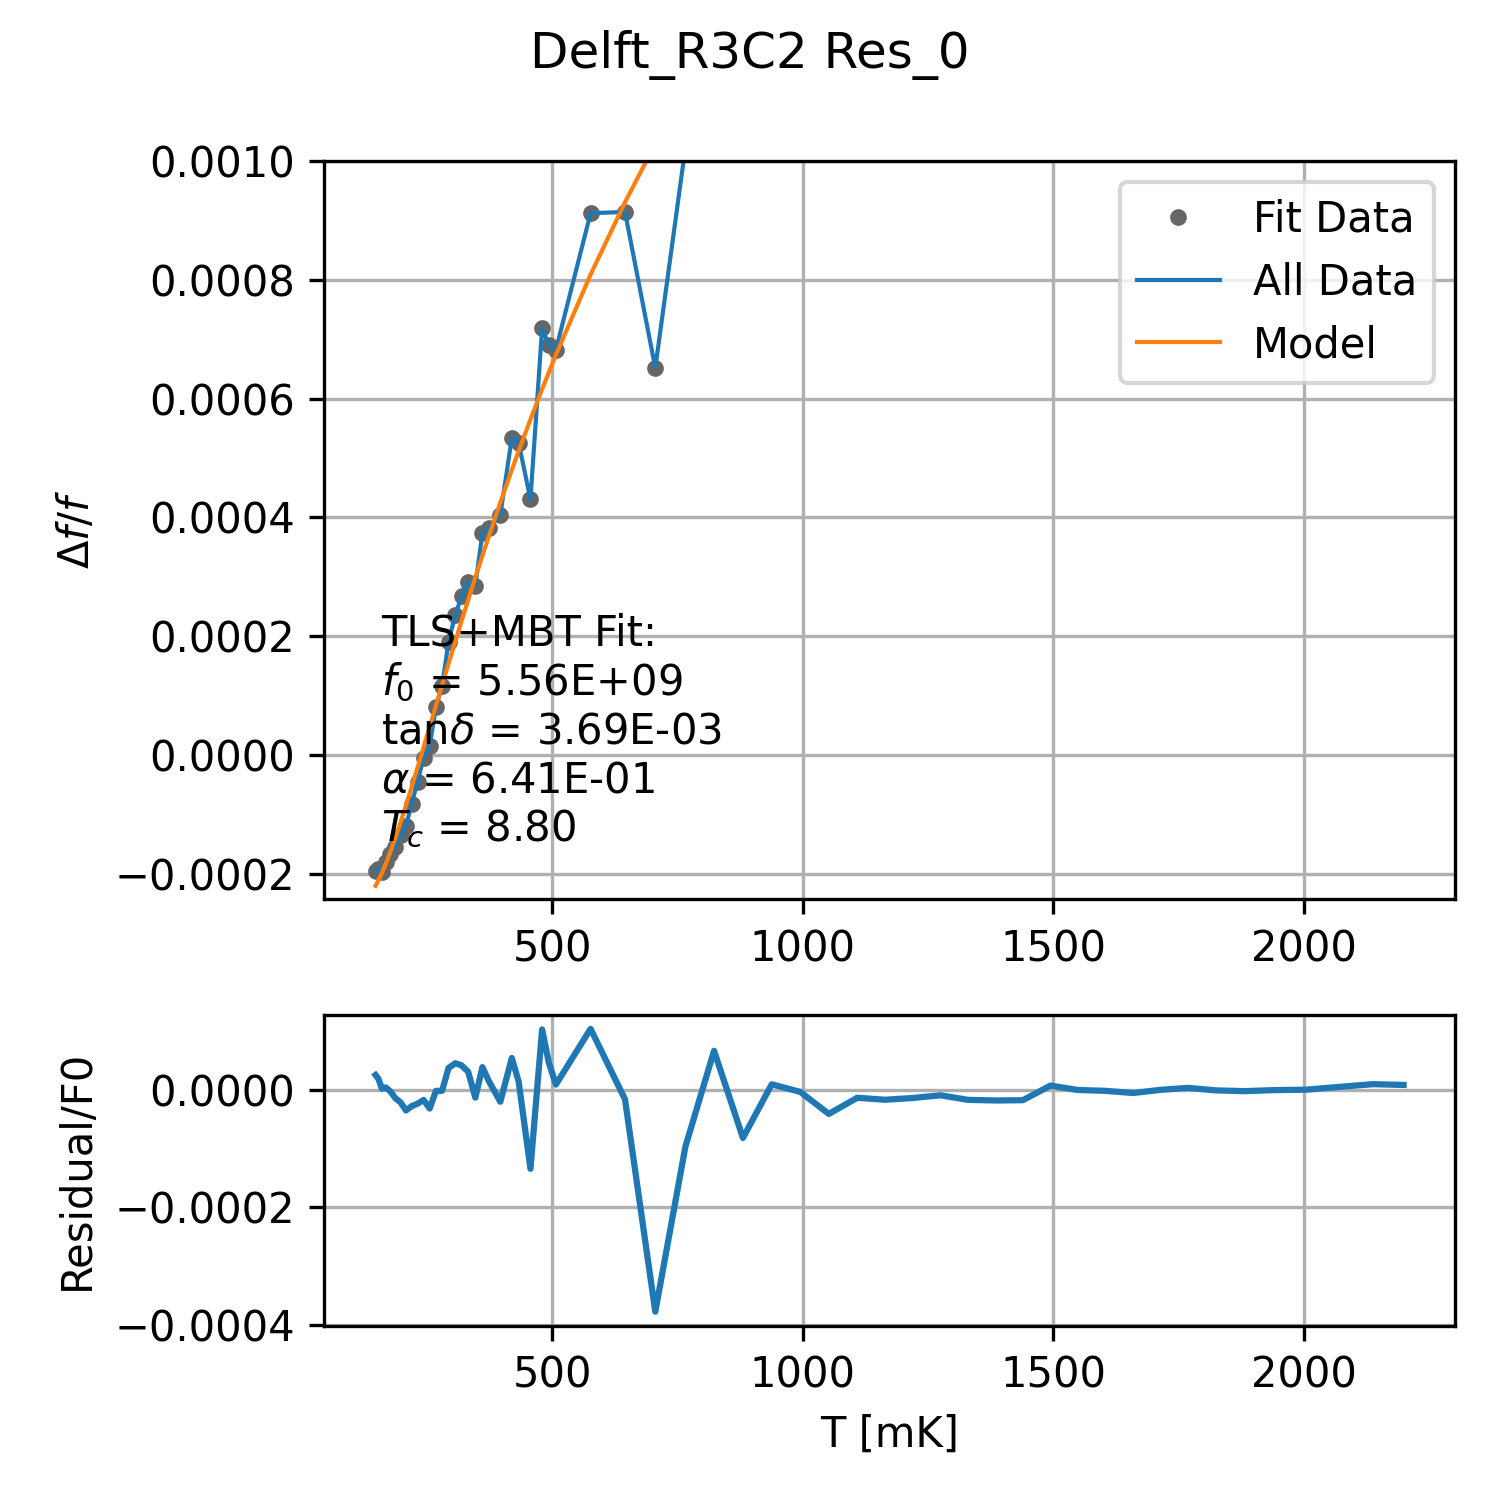 Delft_R3C2 Res_0
0.0010
0.0008
0.0006
0.0004
0.0002
0.0000
−0.0002
Δf/f
Fit Data
All Data
Model
TLS+MBT Fit:
f₀ = 5.56E+09
tanδ = 3.69E-03
α = 6.41E-01
T_c = 8.80
500 1000 1500 2000
0.0000
−0.0002
−0.0004
Residual/F0
500 1000 1500 2000
T [mK]